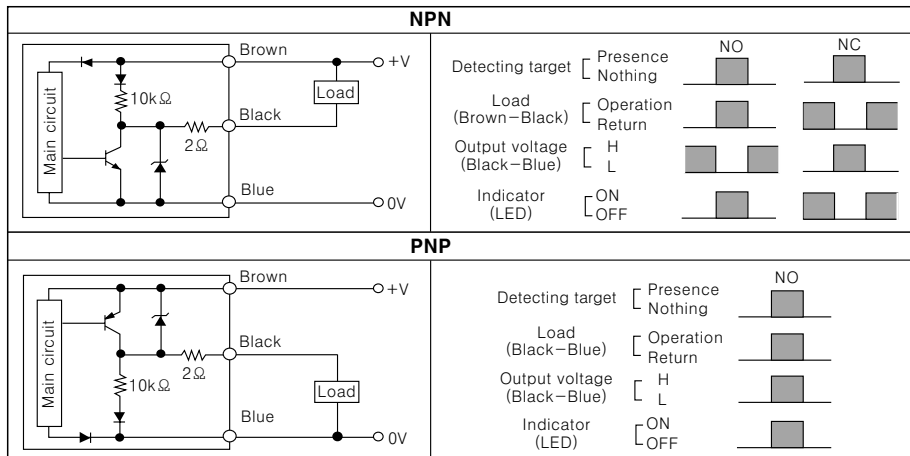 NPN
Brown
+V
Main circuit
10kΩ
Load
Black
2Ω
Blue
0V
NO
NC
Detecting target
Presence
Nothing
Load
(Brown-Black)
Operation
Return
Output voltage
(Black-Blue)
H
L
Indicator
(LED)
ON
OFF
PNP
Brown
+V
Main circuit
Black
2Ω
10kΩ
Load
Blue
0V
NO
Detecting target
Presence
Nothing
Load
(Black-Blue)
Operation
Return
Output voltage
(Black-Blue)
H
L
Indicator
(LED)
ON
OFF